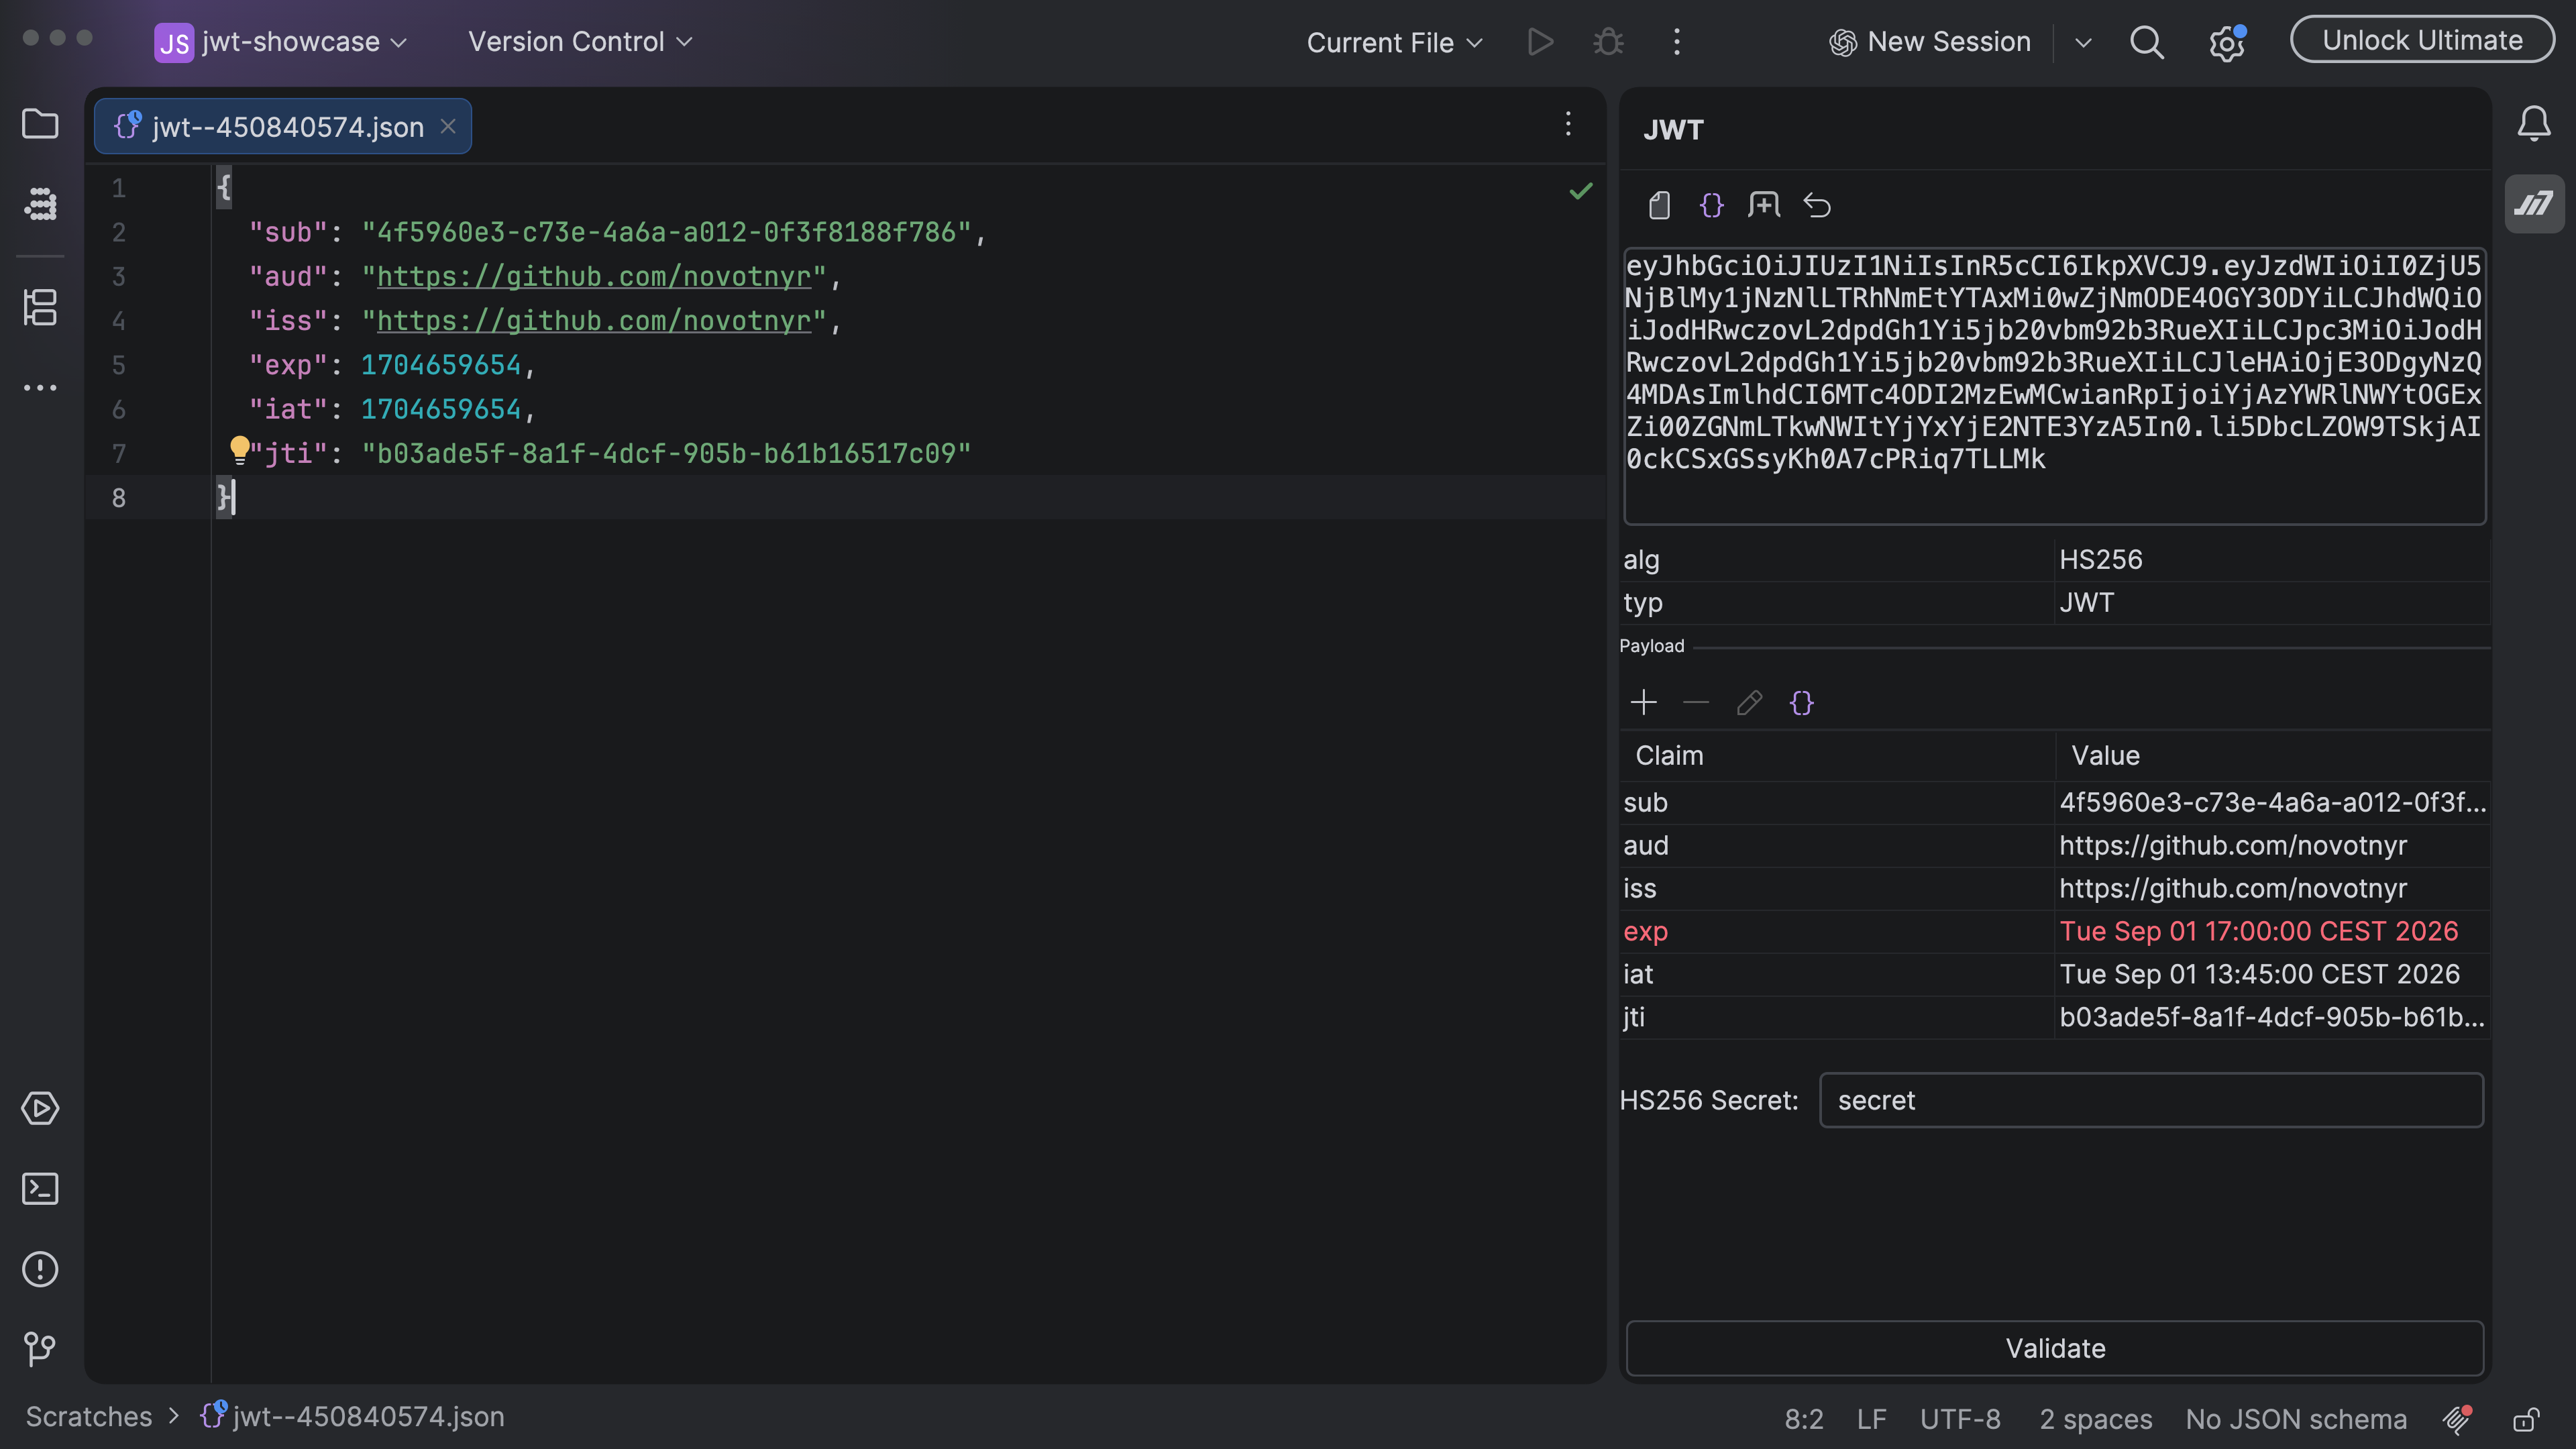 JS jwt-showcase Version Control Current File New Session Unlock Ultimate
jwt--450840574.json
1 {
2 "sub": "4f5960e3-c73e-4a6a-a012-0f3f8188f786",
3 "aud": "https://github.com/novotnyr",
4 "iss": "https://github.com/novotnyr",
5 "exp": 1704659654,
6 "iat": 1704659654,
7 "jti": "b03ade5f-8a1f-4dcf-905b-b61b16517c09"
8 }
JWT
eyJhbGciOiJIUzI1NiIsInR5cCI6IkpXVCJ9.eyJzdWIiOiI0ZjU5
NjBlMy1jNzNlLTRhNmEtYTAxMi0wZjNmODE4OGY3ODYiLCJhdWQiO
iJodHRwczovL2dpdGh1Yi5jb20vbm92b3RueXIiLCJpc3MiOiJodH
RwczovL2dpdGh1Yi5jb20vbm92b3RueXIiLCJleHAiOjE3ODgyNzQ
4MDAsImlhdCI6MTc4ODI2MzEwMCwianRpIjoiYjAzYWRlNWYtOGEx
Zi00ZGNmLTkwNWItYjYxYjE2NTE3YzA5In0.li5DbcLZOW9TSkjAI
0ckCSxGSsyKh0A7cPRiq7TLLMk
alg HS256
typ JWT
Payload
Claim Value
sub 4f5960e3-c73e-4a6a-a012-0f3f...
aud https://github.com/novotnyr
iss https://github.com/novotnyr
exp Tue Sep 01 17:00:00 CEST 2026
iat Tue Sep 01 13:45:00 CEST 2026
jti b03ade5f-8a1f-4dcf-905b-b61b...
HS256 Secret: secret
Validate
Scratches > jwt--450840574.json 8:2 LF UTF-8 2 spaces No JSON schema